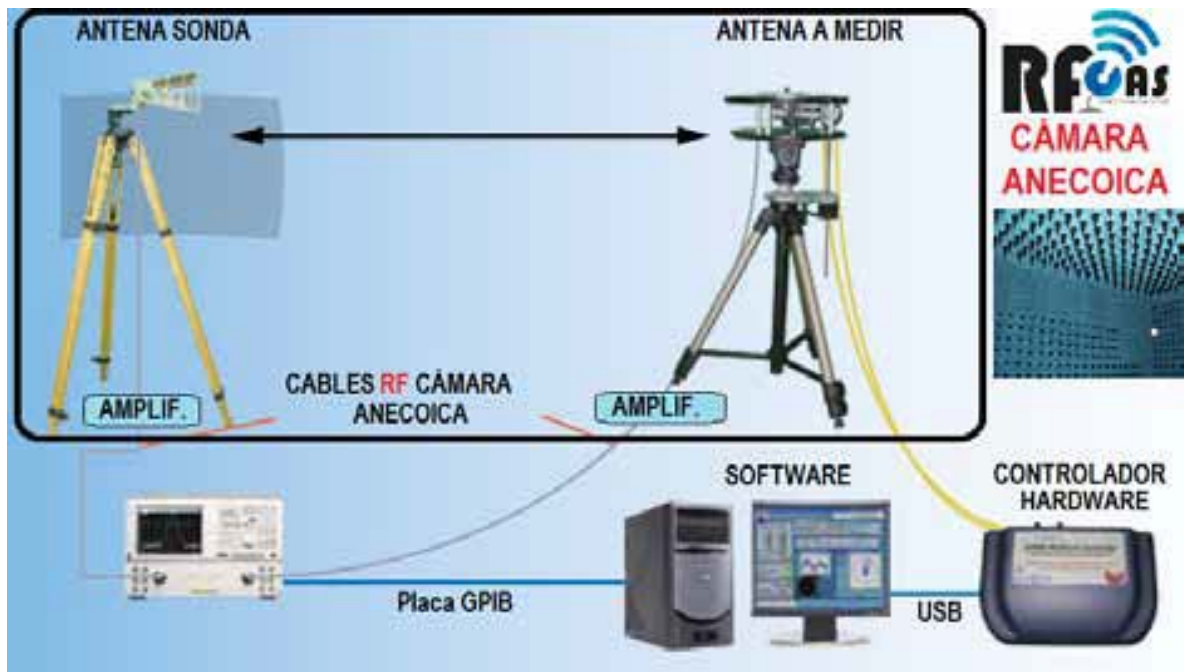 ANTENA SONDA
ANTENA A MEDIR
RF
CÁMARA
ANECOICA
CABLES RF CÁMARA
ANECOICA
AMPLIF.
AMPLIF.
SOFTWARE
CONTROLADOR
HARDWARE
Placa GPIB
USB